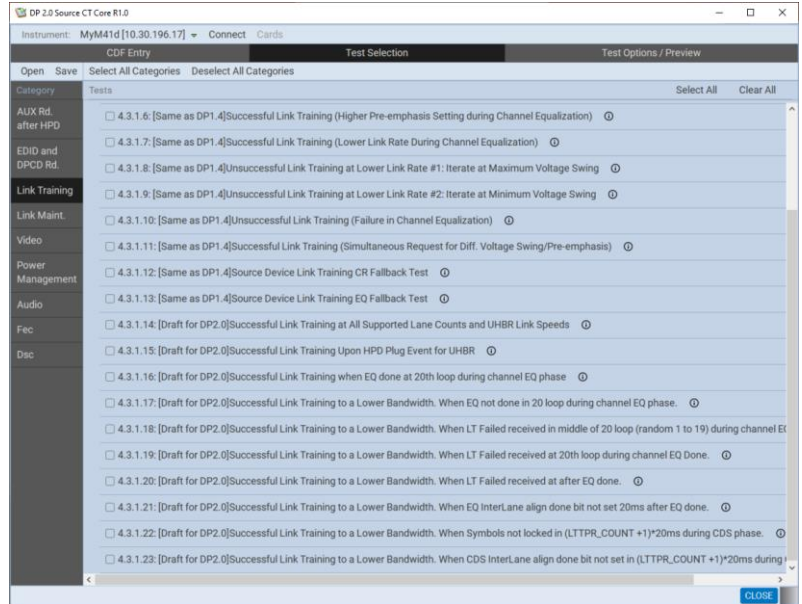 DP 2.0 Source CT Core R1.0
Instrument: MyM41d [10.30.196.17] Connect Cards
CDF Entry Test Selection Test Options / Preview
Open Save Select All Categories Deselect All Categories
Category Tests Select All Clear All
AUX Rd. after HPD
EDID and DPCD Rd.
Link Training
Link Maint.
Video
Power Management
Audio
Fec
Dsc
4.3.1.6: [Same as DP1.4]Successful Link Training (Higher Pre-emphasis Setting during Channel Equalization)
4.3.1.7: [Same as DP1.4]Successful Link Training (Lower Link Rate During Channel Equalization)
4.3.1.8: [Same as DP1.4]Unsuccessful Link Training at Lower Link Rate #1: Iterate at Maximum Voltage Swing
4.3.1.9: [Same as DP1.4]Unsuccessful Link Training at Lower Link Rate #2: Iterate at Minimum Voltage Swing
4.3.1.10: [Same as DP1.4]Unsuccessful Link Training (Failure in Channel Equalization)
4.3.1.11: [Same as DP1.4]Successful Link Training (Simultaneous Request for Diff. Voltage Swing/Pre-emphasis)
4.3.1.12: [Same as DP1.4]Source Device Link Training CR Fallback Test
4.3.1.13: [Same as DP1.4]Source Device Link Training EQ Fallback Test
4.3.1.14: [Draft for DP2.0]Successful Link Training at All Supported Lane Counts and UHBR Link Speeds
4.3.1.15: [Draft for DP2.0]Successful Link Training Upon HPD Plug Event for UHBR
4.3.1.16: [Draft for DP2.0]Successful Link Training when EQ done at 20th loop during channel EQ phase
4.3.1.17: [Draft for DP2.0]Successful Link Training to a Lower Bandwidth. When EQ not done in 20 loop during channel EQ phase.
4.3.1.18: [Draft for DP2.0]Successful Link Training to a Lower Bandwidth. When LT Failed received in middle of 20 loop (random 1 to 19) during channel E
4.3.1.19: [Draft for DP2.0]Successful Link Training to a Lower Bandwidth. When LT Failed received at 20th loop during channel EQ Done.
4.3.1.20: [Draft for DP2.0]Successful Link Training to a Lower Bandwidth. When LT Failed received at after EQ done.
4.3.1.21: [Draft for DP2.0]Successful Link Training to a Lower Bandwidth. When EQ InterLane align done bit not set 20ms after EQ done.
4.3.1.22: [Draft for DP2.0]Successful Link Training to a Lower Bandwidth. When Symbols not locked in (LTTPR_COUNT +1)*20ms during CDS phase.
4.3.1.23: [Draft for DP2.0]Successful Link Training to a Lower Bandwidth. When CDS InterLane align done bit not set in (LTTPR_COUNT +1)*20ms during
CLOSE